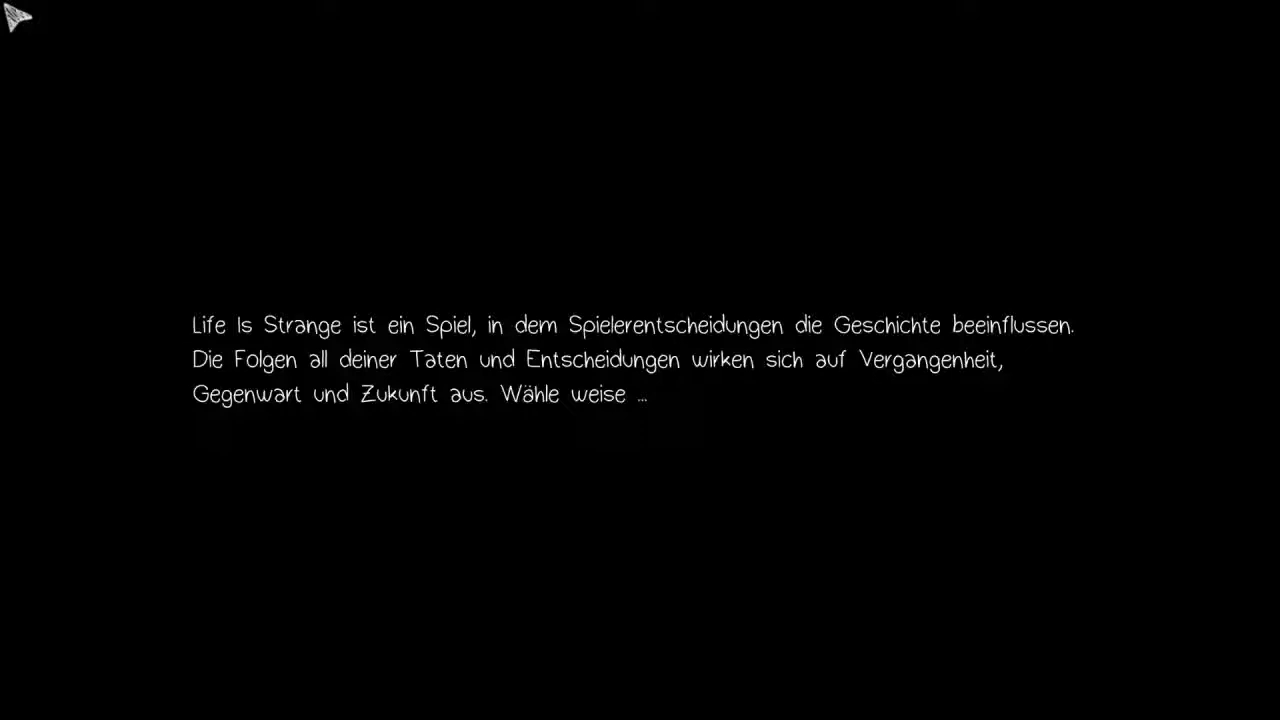 Life Is Strange ist ein Spiel, in dem Spielerentscheidungen die Geschichte beeinflussen.
Die Folgen all deiner Taten und Entscheidungen wirken sich auf Vergangenheit,
Gegenwart und Zukunft aus. Wähle weise ...